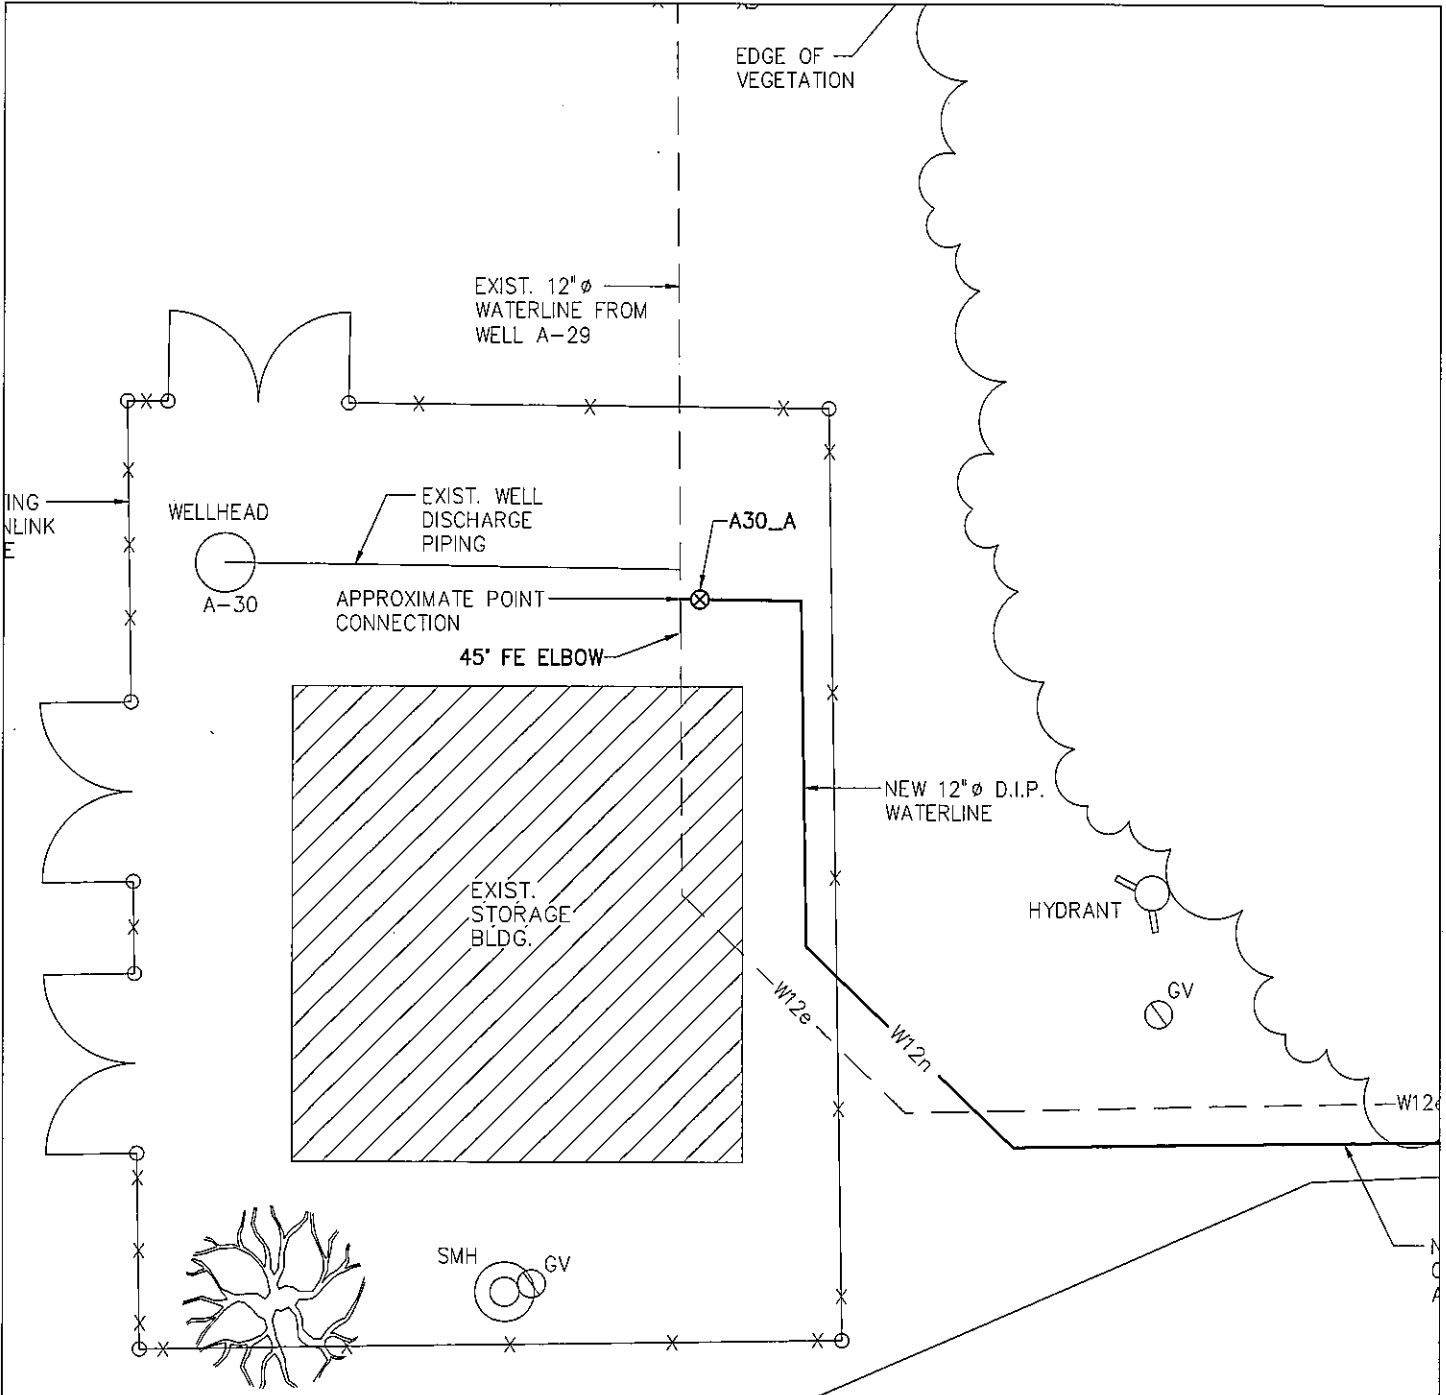 EDGE OF
VEGETATION
EXIST. 12"ø
WATERLINE FROM
WELL A-29
ING
NLINK
E
WELLHEAD
A-30
EXIST. WELL
DISCHARGE
PIPING
A30_A
APPROXIMATE POINT
CONNECTION
45° FE ELBOW
NEW 12"ø D.I.P.
WATERLINE
EXIST.
STORAGE
BLDG.
HYDRANT
GV
W12e
W12n
W12e
SMH
GV
N